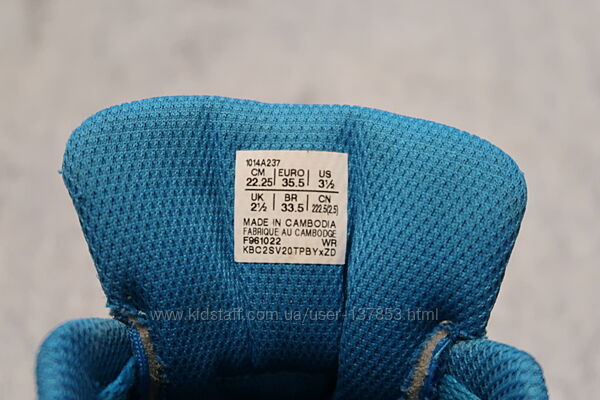 1014A237
CM EURO US
22.25 35.5 3½
UK BR CN
2½ 33.5 222.5(2.5)
MADE IN CAMBODIA
FABRIQUE AU CAMBODGE
F961022 WR
KBC2SV20TPBYxZD
www.kidstaff.com.ua/user-137853.html